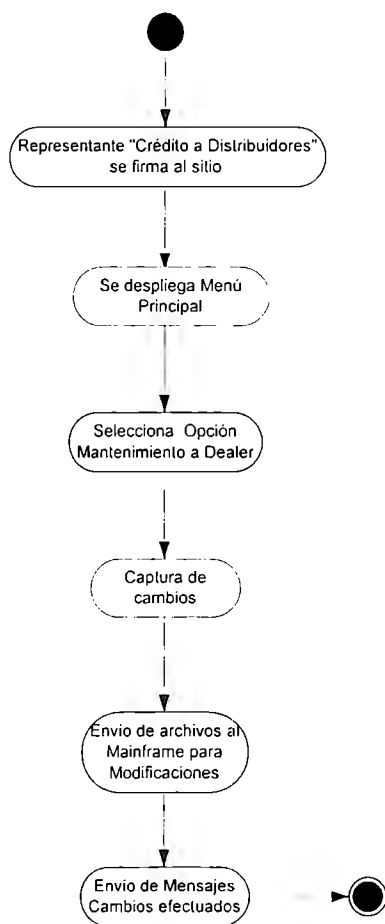 Representante "Crédito a Distribuidores"
se firma al sitio
Se despliega Menú
Principal
Selecciona Opción
Mantenimiento a Dealer
Captura de
cambios
Envio de archivos al
Mainframe para
Modificaciones
Envio de Mensajes
Cambios efectuados